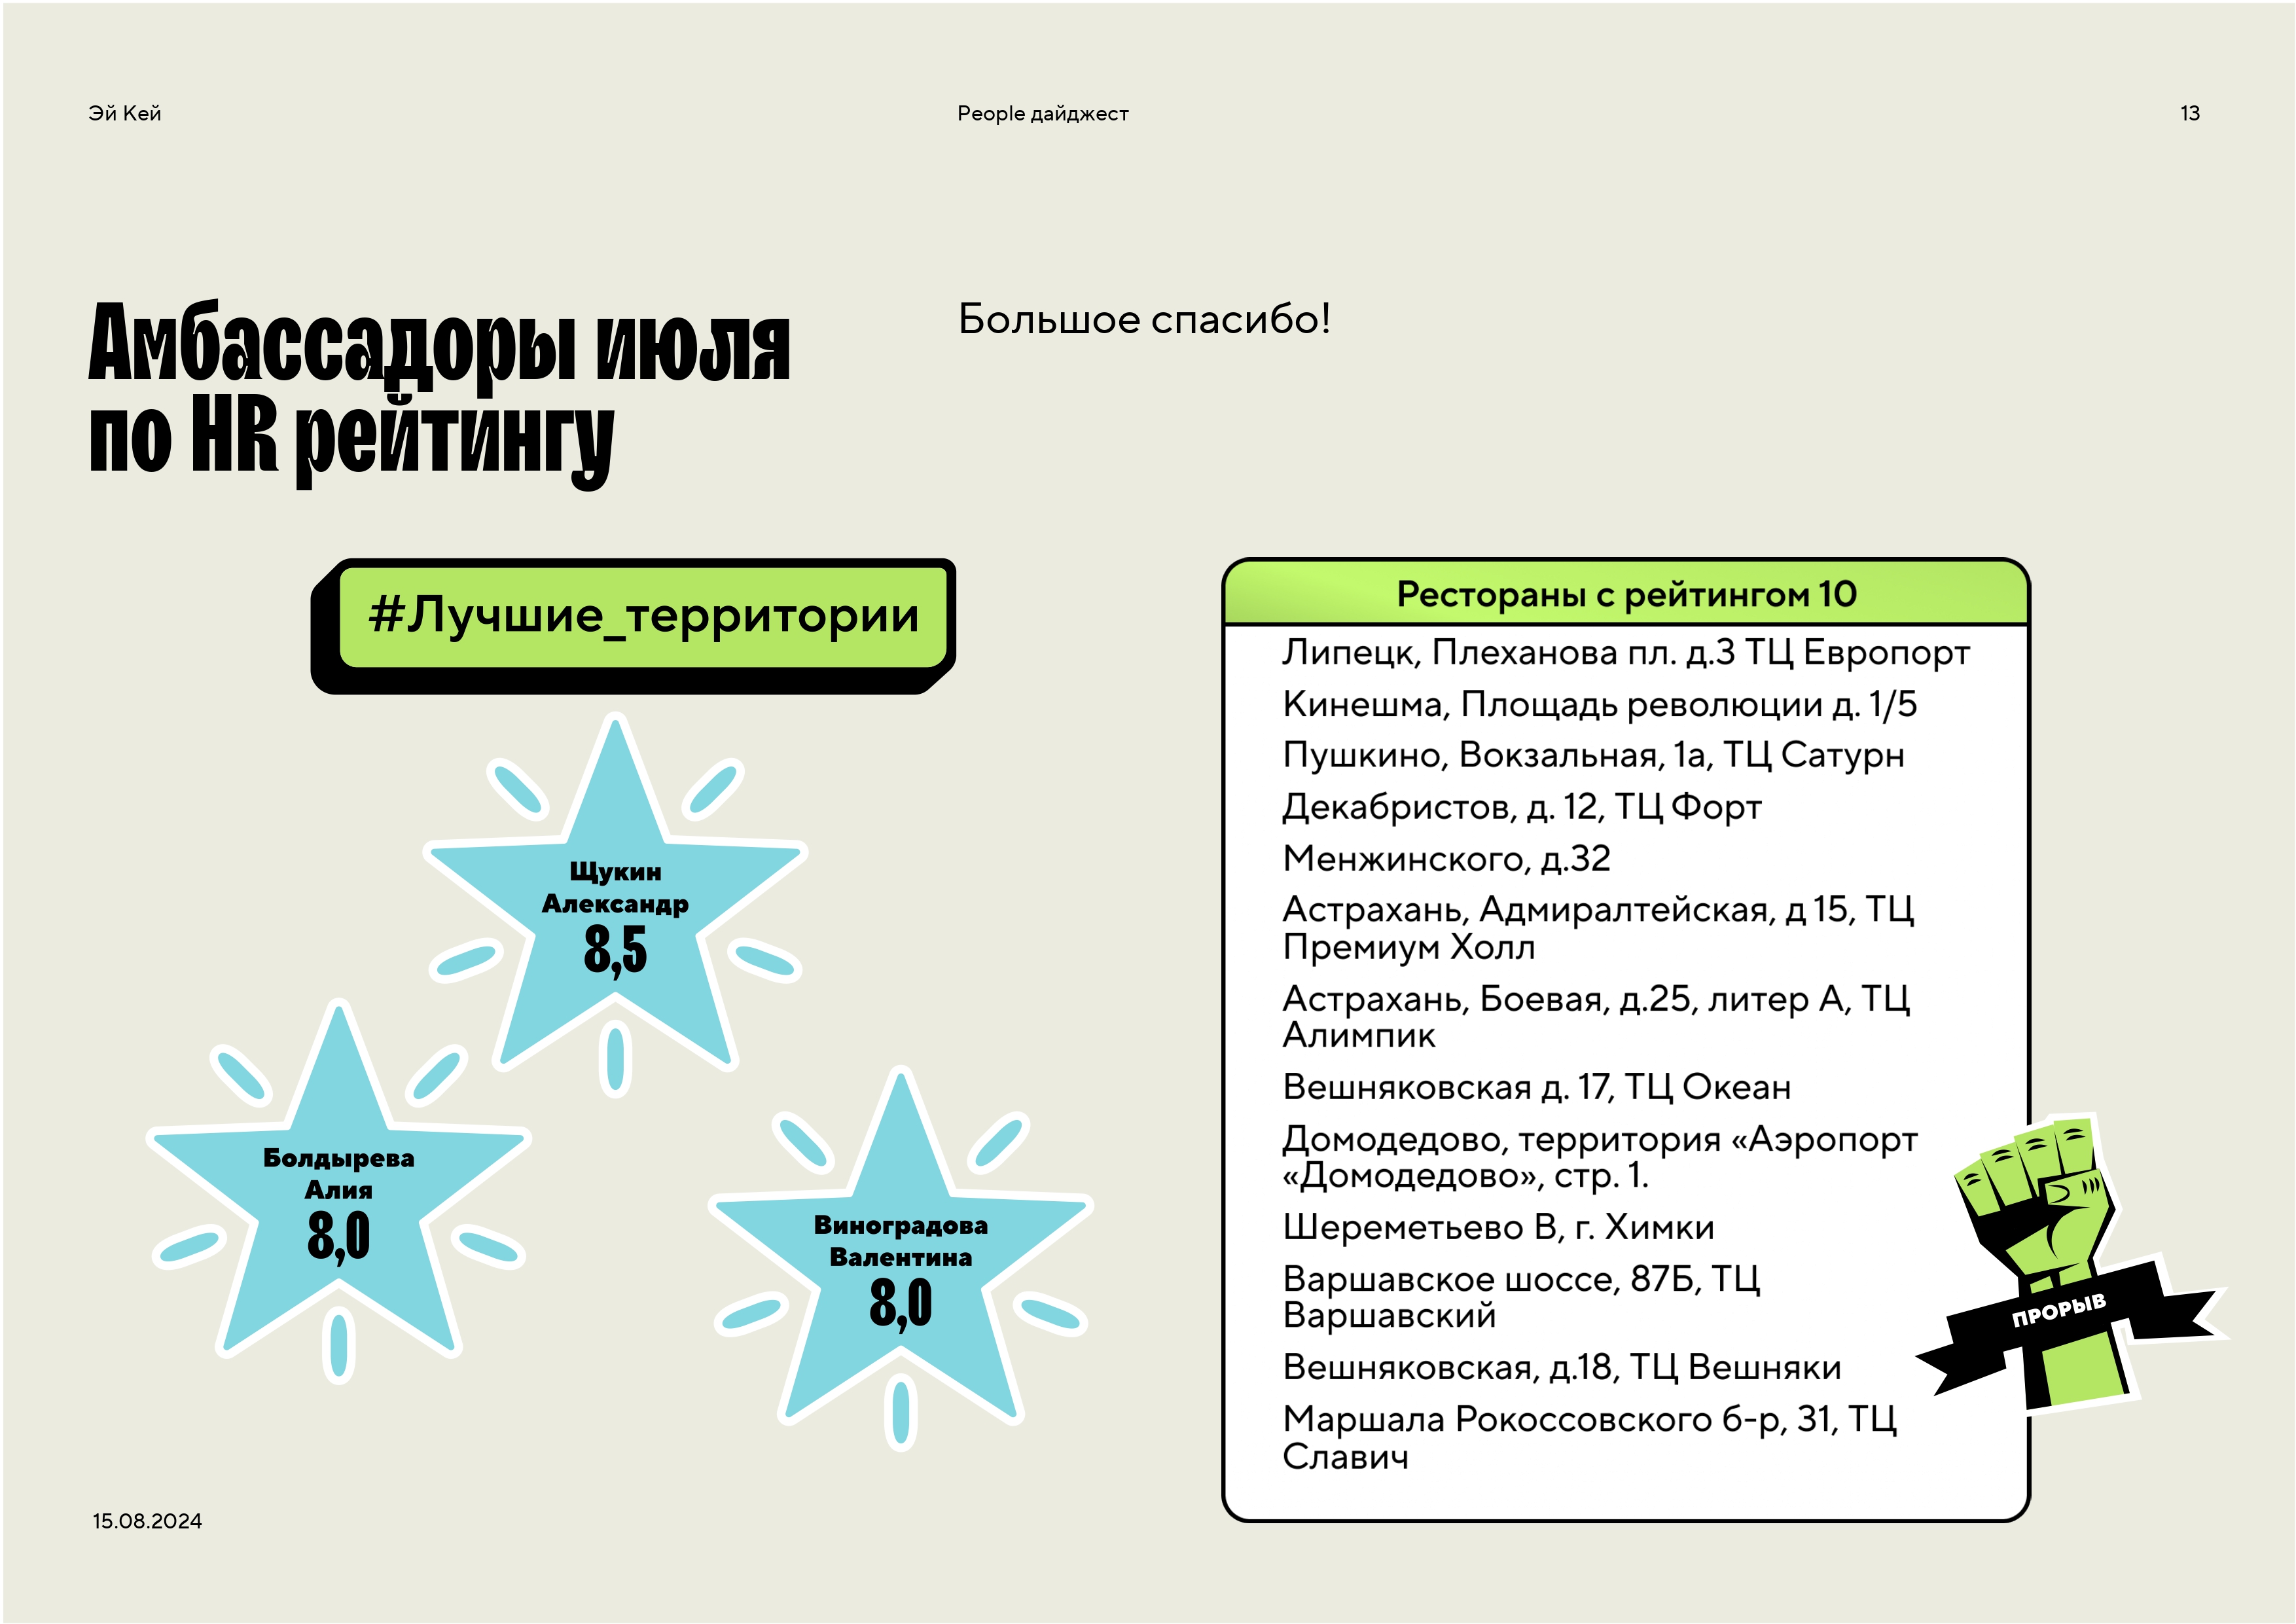 Эй Кей
People дайджест
13
Амбассадоры июля
по HR рейтингу
Большое спасибо!
#Лучшие_территории
Щукин
Александр
8,5
Болдырева
Алия
8,0
Виноградова
Валентина
8,0
Рестораны с рейтингом 10
Липецк, Плеханова пл. д.3 ТЦ Европорт
Кинешма, Площадь революции д. 1/5
Пушкино, Вокзальная, 1а, ТЦ Сатурн
Декабристов, д. 12, ТЦ Форт
Менжинского, д.32
Астрахань, Адмиралтейская, д 15, ТЦ
Премиум Холл
Астрахань, Боевая, д.25, литер А, ТЦ
Алимпик
Вешняковская д. 17, ТЦ Океан
Домодедово, территория «Аэропорт
«Домодедово», стр. 1.
Шереметьево В, г. Химки
Варшавское шоссе, 87Б, ТЦ
Варшавский
Вешняковская, д.18, ТЦ Вешняки
Маршала Рокоссовского б-р, 31, ТЦ
Славич
ПРОРЫВ
15.08.2024